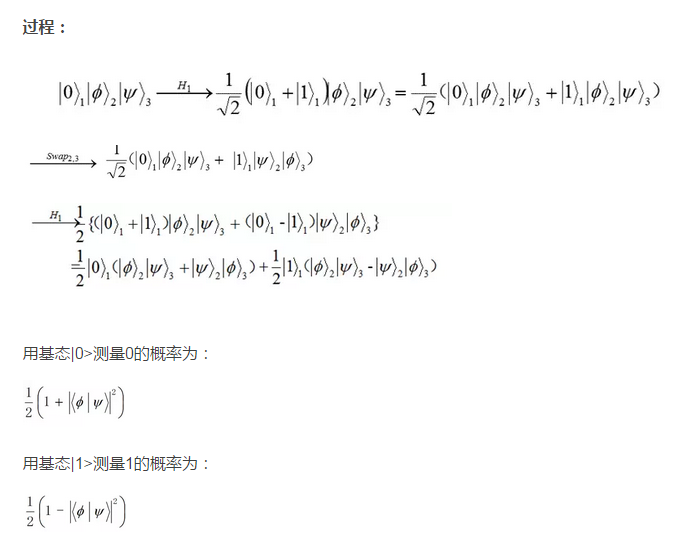 过程：
|0⟩₁|ϕ⟩₂|ψ⟩₃ —H₁→ 1/√2(|0⟩₁+|1⟩₁)|ϕ⟩₂|ψ⟩₃=1/√2(|0⟩₁|ϕ⟩₂|ψ⟩₃+|1⟩₁|ϕ⟩₂|ψ⟩₃)
—Swap₂,₃→ 1/√2(|0⟩₁|ϕ⟩₂|ψ⟩₃+ |1⟩₁|ψ⟩₂|ϕ⟩₃)
—H₁→ 1/2{(|0⟩₁+|1⟩₁)|ϕ⟩₂|ψ⟩₃+(|0⟩₁-|1⟩₁)|ψ⟩₂|ϕ⟩₃}
=1/2|0⟩₁(|ϕ⟩₂|ψ⟩₃+|ψ⟩₂|ϕ⟩₃)+1/2|1⟩₁(|ϕ⟩₂|ψ⟩₃-|ψ⟩₂|ϕ⟩₃)
用基态|0>测量0的概率为：
1/2(1+|⟨ϕ|ψ⟩|²)
用基态|1>测量1的概率为：
1/2(1-|⟨ϕ|ψ⟩|²)